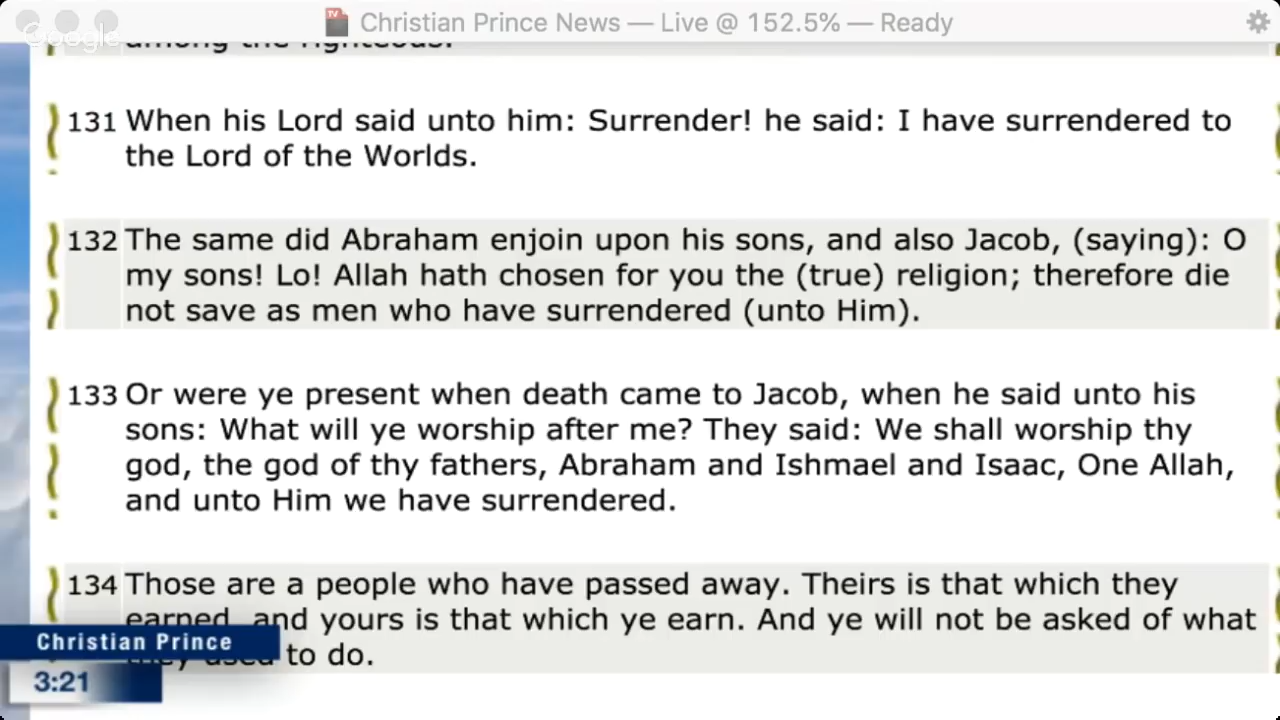 Christian Prince News — Live @ 152.5% — Ready
Google
among the righteous.
131 When his Lord said unto him: Surrender! he said: I have surrendered to
the Lord of the Worlds.
132 The same did Abraham enjoin upon his sons, and also Jacob, (saying): O
my sons! Lo! Allah hath chosen for you the (true) religion; therefore die
not save as men who have surrendered (unto Him).
133 Or were ye present when death came to Jacob, when he said unto his
sons: What will ye worship after me? They said: We shall worship thy
god, the god of thy fathers, Abraham and Ishmael and Isaac, One Allah,
and unto Him we have surrendered.
134 Those are a people who have passed away. Theirs is that which they
earned, and yours is that which ye earn. And ye will not be asked of what
they used to do.
Christian Prince
3:21